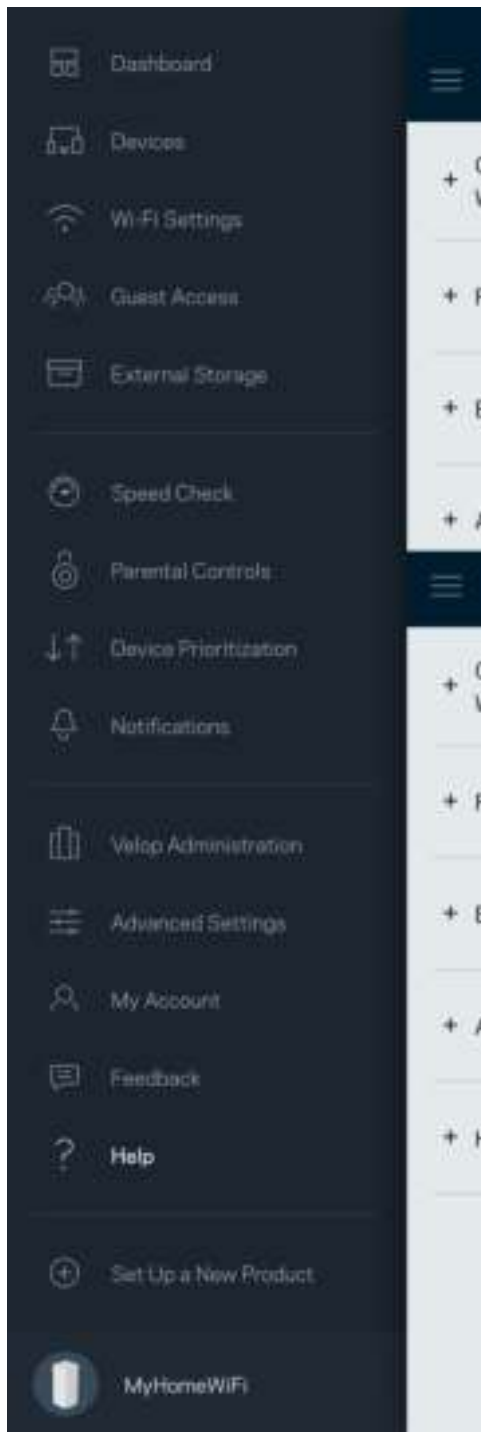 Dashboard
Devices
Wi-Fi Settings
Guest Access
External Storage
Speed Check
Parental Controls
Device Prioritization
Notifications
Velop Administration
Advanced Settings
My Account
Feedback
Help
Set Up a New Product
MyHomeWiFi